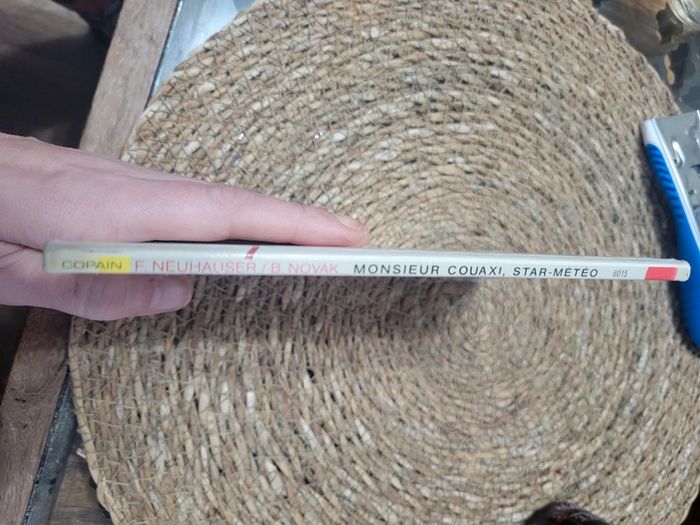 COPAIN F. NEUHAUSER / B. NOVAK MONSIEUR COUAXI, STAR-MÉTÉO 6015